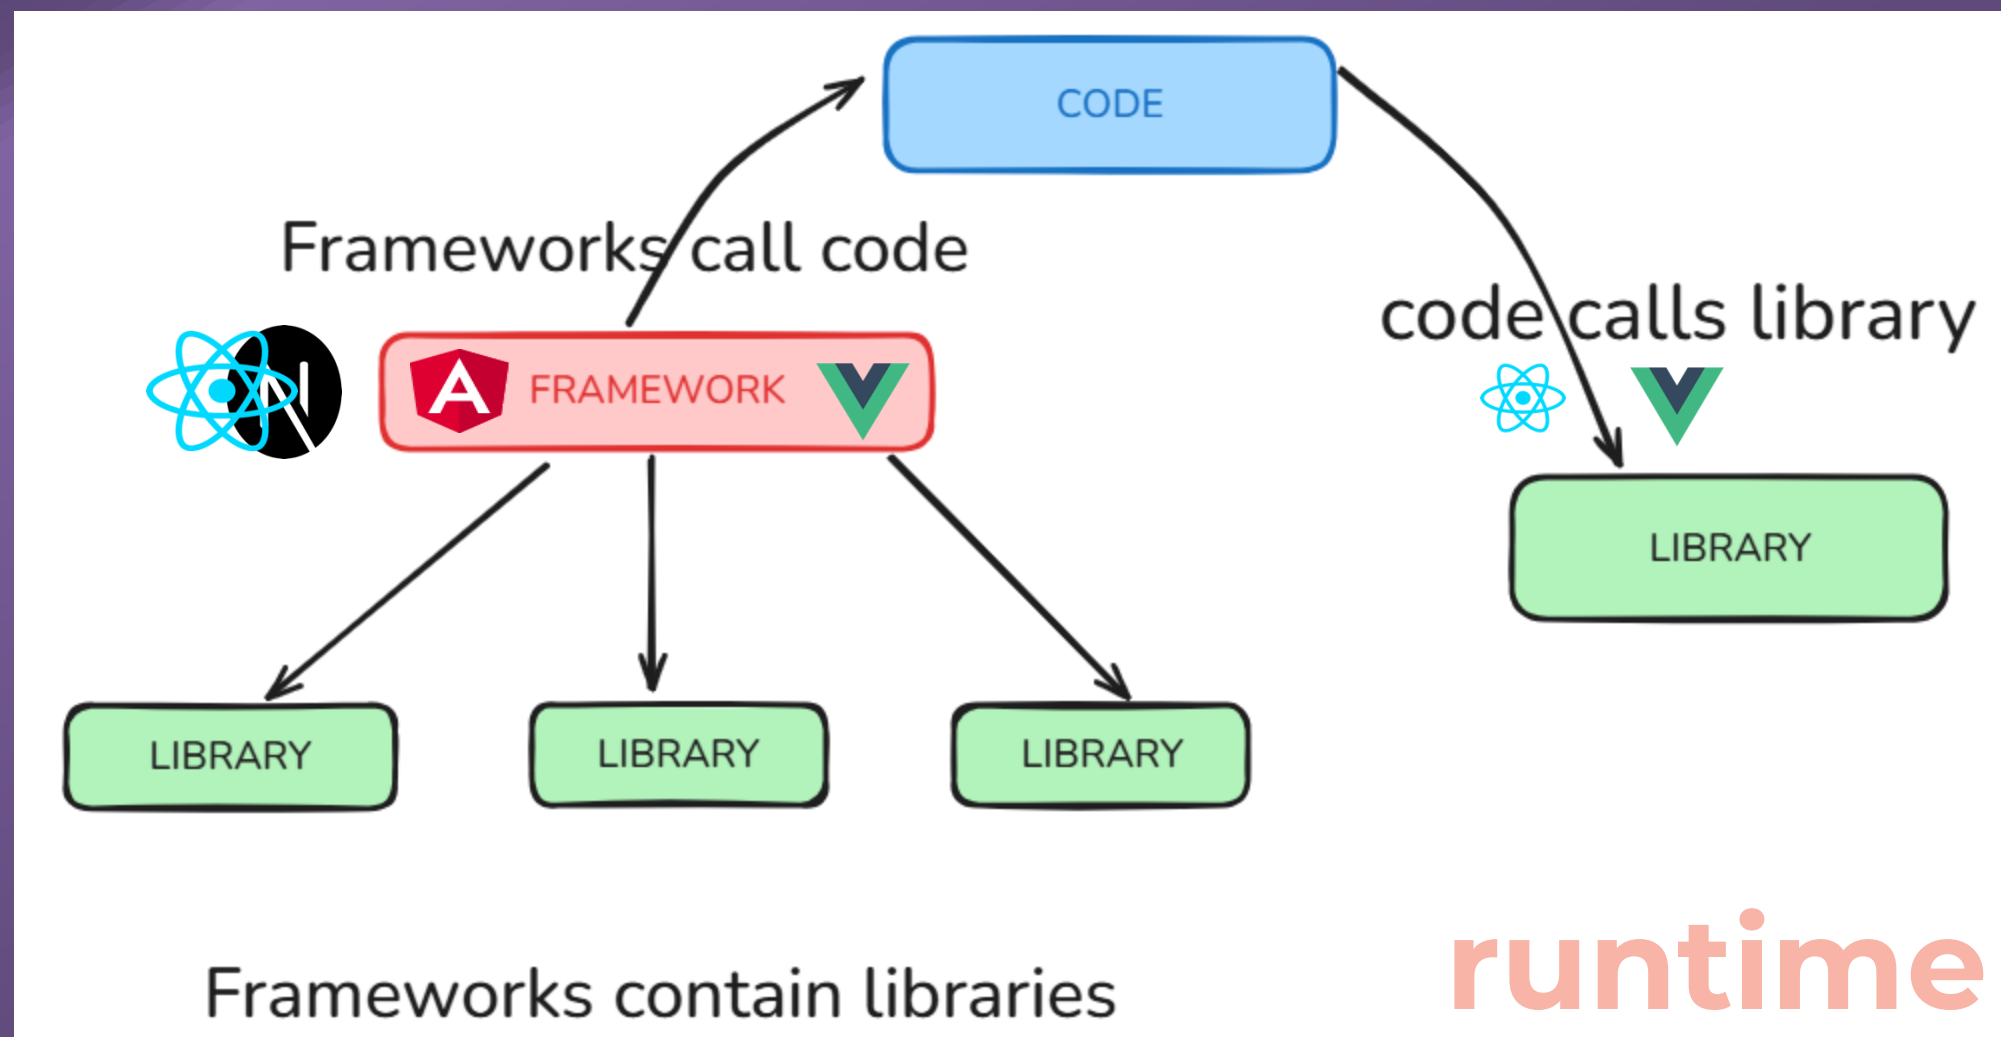 CODE
Frameworks call code
code calls library
FRAMEWORK
LIBRARY
LIBRARY
LIBRARY
LIBRARY
Frameworks contain libraries
runtime